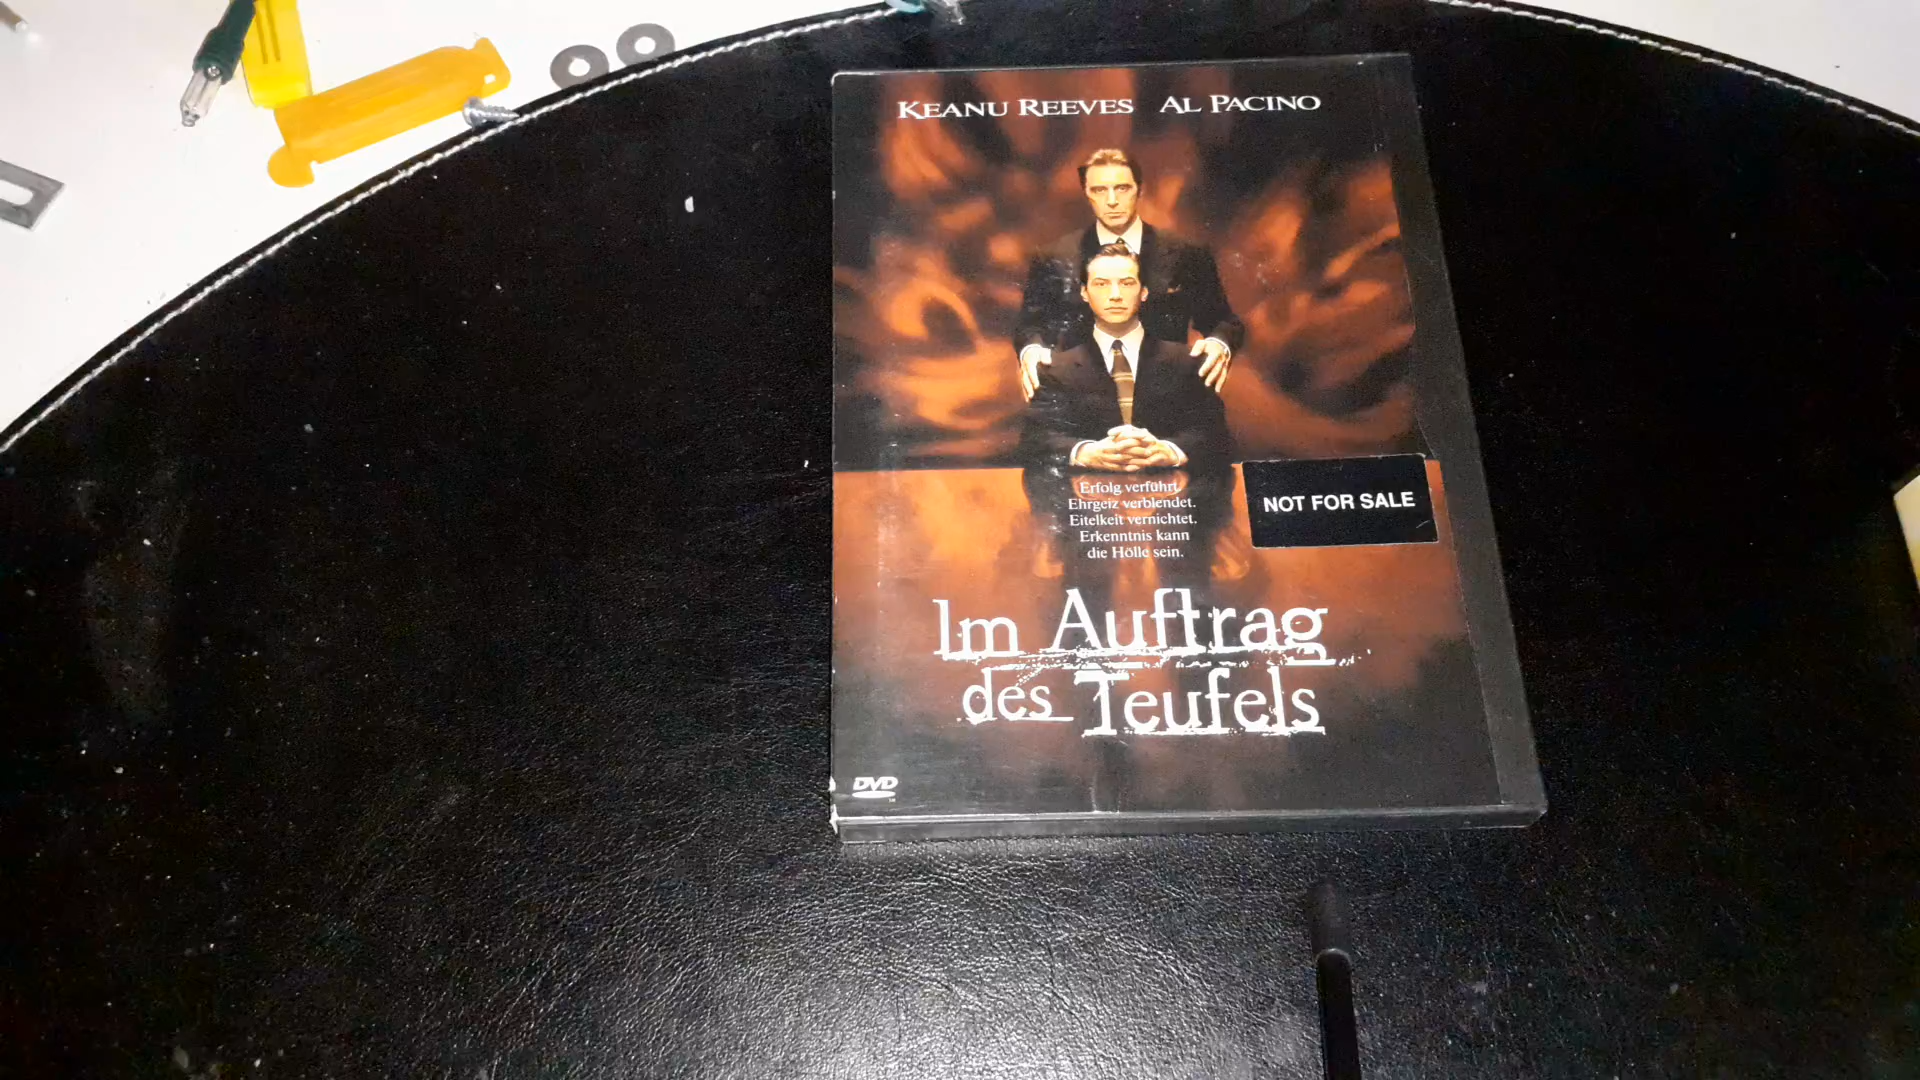 KEANU REEVES AL PACINO
Erfolg verführt.
Ehrgeiz verblendet.
Eitelkeit vernichtet.
Erkenntnis kann
die Hölle sein.
NOT FOR SALE
Im Auftrag
des Teufels
DVD